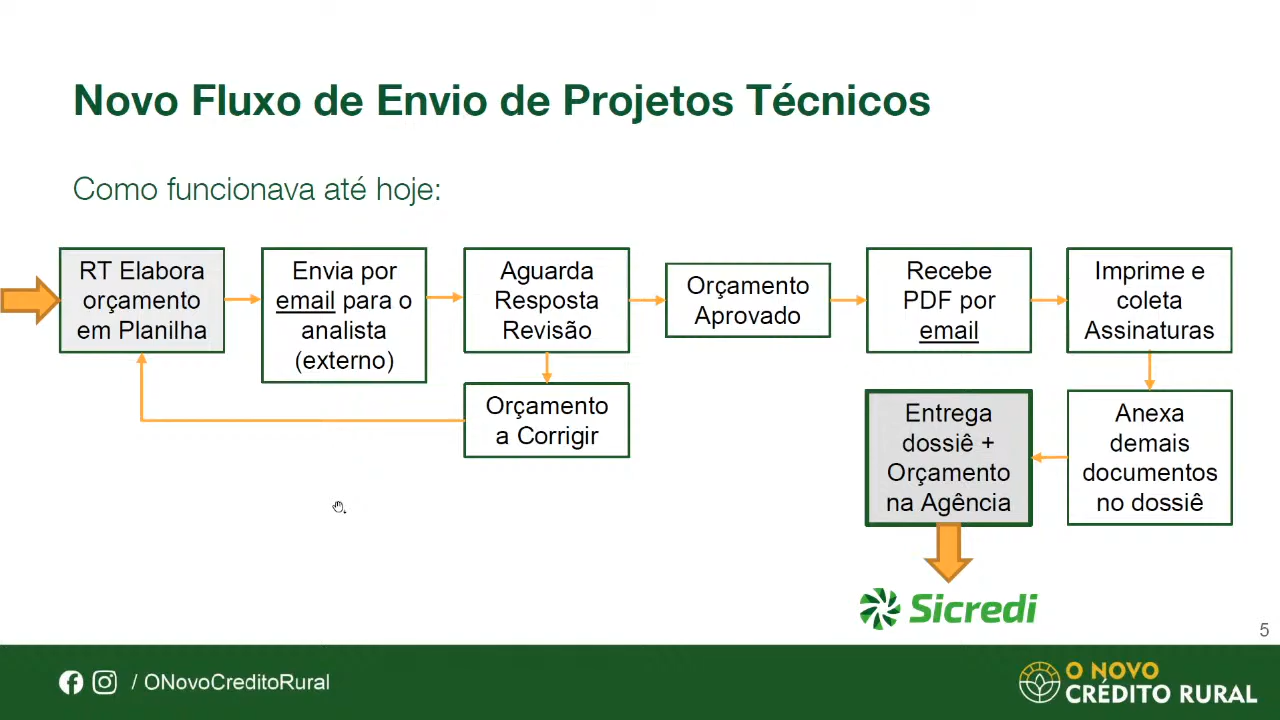 Novo Fluxo de Envio de Projetos Técnicos
Como funcionava até hoje:
RT Elabora
orçamento
em Planilha
Envia por
email para o
analista
(externo)
Aguarda
Resposta
Revisão
Orçamento
a Corrigir
Orçamento
Aprovado
Recebe
PDF por
email
Imprime e
coleta
Assinaturas
Anexa
demais
documentos
no dossiê
Entrega
dossiê +
Orçamento
na Agência
Sicredi
5
/ ONovoCreditoRural
O NOVO
CRÉDITO RURAL